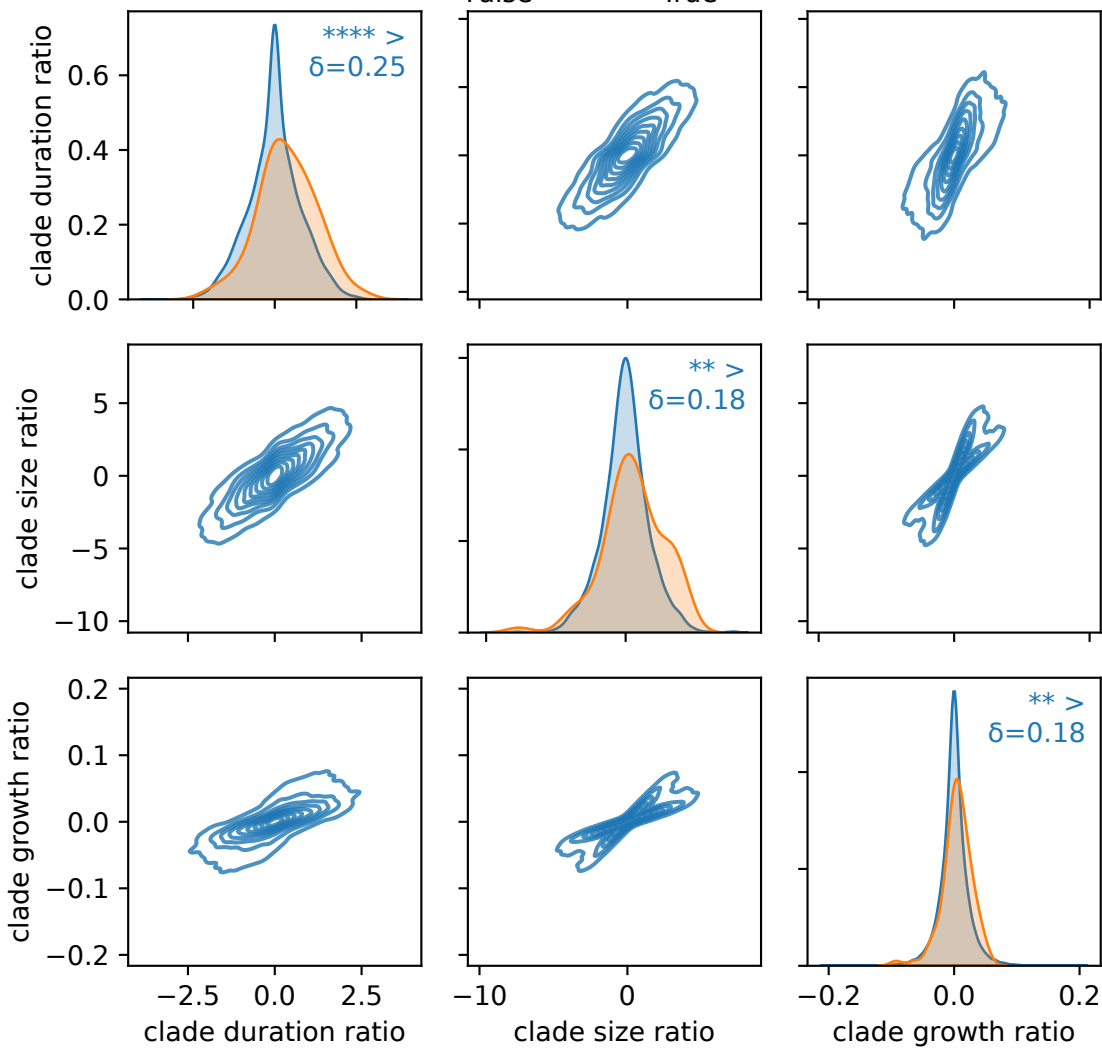 False True
clade duration ratio
0.6
0.4
0.2
0.0
**** >
δ=0.25
clade size ratio
5
0
−5
−10
** >
δ=0.18
clade growth ratio
0.2
0.1
0.0
−0.1
−0.2
** >
δ=0.18
−2.5 0.0 2.5
−10 0
−0.2 0.0 0.2
clade duration ratio
clade size ratio
clade growth ratio